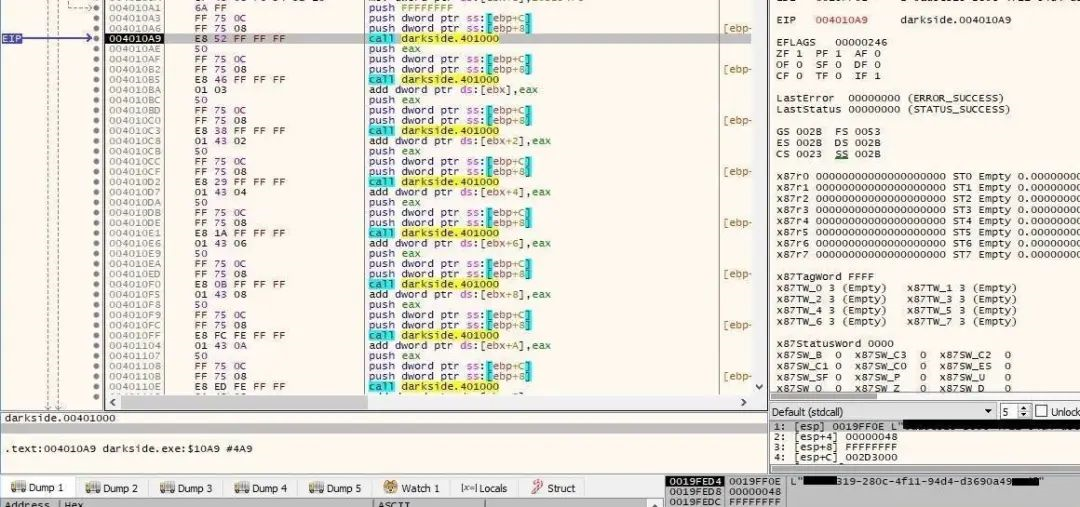 004010A1 6A FF push FFFFFFFF
004010A3 FF 75 0C push dword ptr ss:[ebp+C]
004010A6 FF 75 08 push dword ptr ss:[ebp+8] [ebp-
EIP 004010A9 E8 52 FF FF FF call darkside.401000
004010AE 50 push eax
004010AF FF 75 0C push dword ptr ss:[ebp+C]
004010B2 FF 75 08 push dword ptr ss:[ebp+8] [ebp-
004010B5 E8 46 FF FF FF call darkside.401000
004010BA 01 03 add dword ptr ds:[ebx],eax
004010BC 50 push eax
004010BD FF 75 0C push dword ptr ss:[ebp+C]
004010C0 FF 75 08 push dword ptr ss:[ebp+8] [ebp-
004010C3 E8 38 FF FF FF call darkside.401000
004010C8 01 43 02 add dword ptr ds:[ebx+2],eax
004010CB 50 push eax
004010CC FF 75 0C push dword ptr ss:[ebp+C]
004010CF FF 75 08 push dword ptr ss:[ebp+8] [ebp-
004010D2 E8 29 FF FF FF call darkside.401000
004010D7 01 43 04 add dword ptr ds:[ebx+4],eax
004010DA 50 push eax
004010DB FF 75 0C push dword ptr ss:[ebp+C]
004010DE FF 75 08 push dword ptr ss:[ebp+8] [ebp-
004010E1 E8 1A FF FF FF call darkside.401000
004010E6 01 43 06 add dword ptr ds:[ebx+6],eax
004010E9 50 push eax
004010EA FF 75 0C push dword ptr ss:[ebp+C]
004010ED FF 75 08 push dword ptr ss:[ebp+8] [ebp-
004010F0 E8 0B FF FF FF call darkside.401000
004010F5 01 43 08 add dword ptr ds:[ebx+8],eax
004010F8 50 push eax
004010F9 FF 75 0C push dword ptr ss:[ebp+C]
004010FC FF 75 08 push dword ptr ss:[ebp+8] [ebp-
004010FF E8 FC FE FF FF call darkside.401000
01104 01 43 0A add dword ptr ds:[ebx+A],eax
00401107 50 push eax
00401108 FF 75 0C push dword ptr ss:[ebp+C]
0040110B FF 75 08 push dword ptr ss:[ebp+8] [ebp-
0040110E E8 ED FE FF FF call darkside.401000
darkside.00401000
.text:004010A9 darkside.exe:$10A9 #4A9
EIP 004010A9 darkside.004010A9
EFLAGS 00000246
ZF 1 PF 1 AF 0
OF 0 SF 0 DF 0
CF 0 TF 0 IF 1
LastError 00000000 (ERROR_SUCCESS)
LastStatus 00000000 (STATUS_SUCCESS)
GS 002B FS 0053
ES 002B DS 002B
CS 0023 SS 002B
x87r0 00000000000000000000 ST0 Empty 0.00000000
x87r1 00000000000000000000 ST1 Empty 0.00000000
x87r2 00000000000000000000 ST2 Empty 0.00000000
x87r3 00000000000000000000 ST3 Empty 0.00000000
x87r4 00000000000000000000 ST4 Empty 0.00000000
x87r5 00000000000000000000 ST5 Empty 0.00000000
x87r6 00000000000000000000 ST6 Empty 0.00000000
x87r7 00000000000000000000 ST7 Empty 0.00000000
x87TagWord FFFF
x87TW_0 3 (Empty) x87TW_1 3 (Empty)
x87TW_2 3 (Empty) x87TW_3 3 (Empty)
x87TW_4 3 (Empty) x87TW_5 3 (Empty)
x87TW_6 3 (Empty) x87TW_7 3 (Empty)
x87StatusWord 0000
x87SW_B 0 x87SW_C3 0 x87SW_C2 0
x87SW_C1 0 x87SW_C0 0 x87SW_ES 0
x87SW_SF 0 x87SW_P 0 x87SW_U 0
x87SW_O 0 x87SW_Z 0 x87SW_D 0
Default (stdcall) 5 Unlock
1: [esp] 0019FF0E L"
2: [esp+4] 00000048
3: [esp+8] FFFFFFFF
4: [esp+C] 002D3000
Dump 1 Dump 2 Dump 3 Dump 4 Dump 5 Watch 1 [x=] Locals Struct
Address Hex ASCII
0019FED4 0019FF0E L" 319-280c-4f11-94d4-d3690a49
0019FED8 00000048
0019FEDC FFFFFFFF